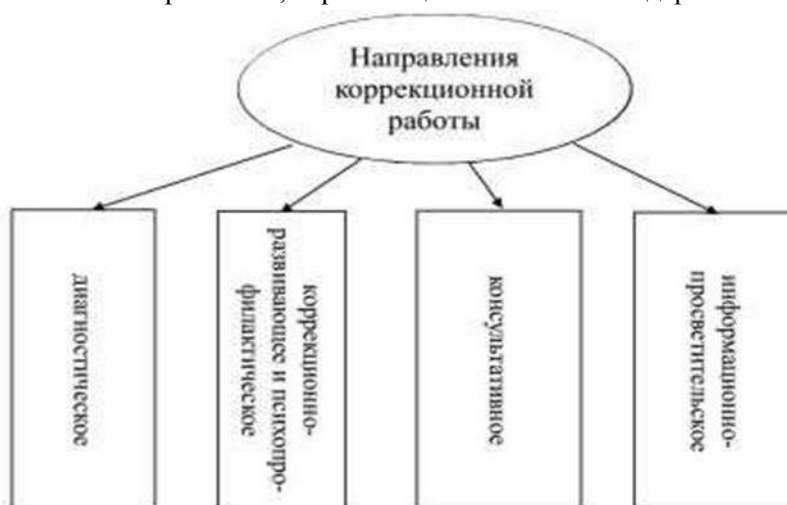 Направления
коррекционной
работы
диагностическое
коррекционно-
развивающее и психопро-
филактическое
консультативное
информационно-
просветительское